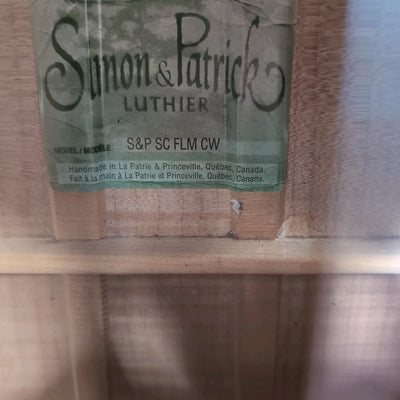 Simon & Patrick
LUTHIER
MODEL / MODÈLE S&P SC FLM CW
Handmade in La Patrie & Princeville, Québec, Canada.
Fait à la main à La Patrie et Princeville, Québec, Canada.